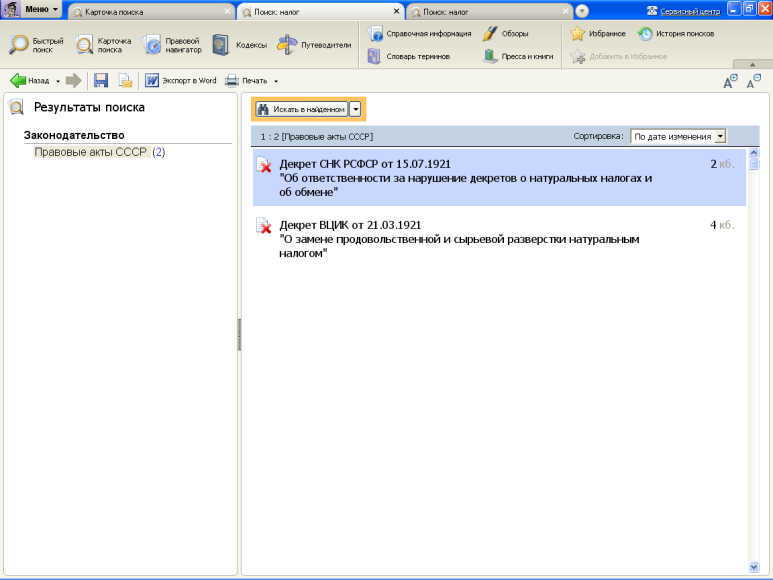 Меню
Карточка поиска
Поиск: налог
Поиск: налог
Сервисный центр
Быстрый
поиск
Карточка
поиска
Правовой
навигатор
Кодексы
Путеводители
Справочная информация
Обзоры
Словарь терминов
Пресса и книги
Избранное
История поисков
Добавить в Избранное
Назад
Экспорт в Word
Печать
A
A
Результаты поиска
Законодательство
Правовые акты СССР (2)
Искать в найденном
1 : 2 [Правовые акты СССР]
Сортировка: По дате изменения
Декрет СНК РСФСР от 15.07.1921 2 кб.
"Об ответственности за нарушение декретов о натуральных налогах и
об обмене"
Декрет ВЦИК от 21.03.1921 4 кб.
"О замене продовольственной и сырьевой разверстки натуральным
налогом"